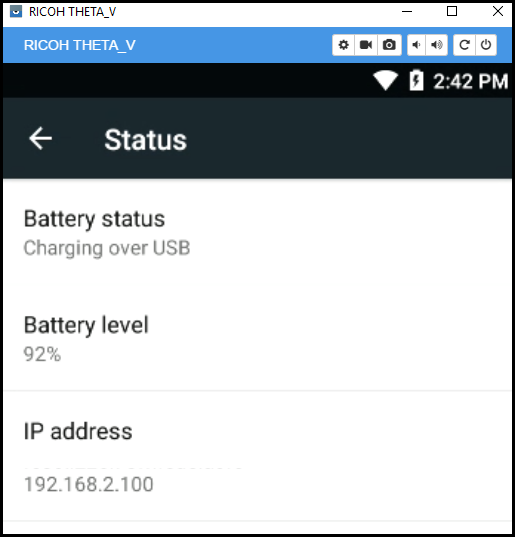 RICOH THETA_V
RICOH THETA_V
2:42 PM
Status
Battery status
Charging over USB
Battery level
92%
IP address
192.168.2.100